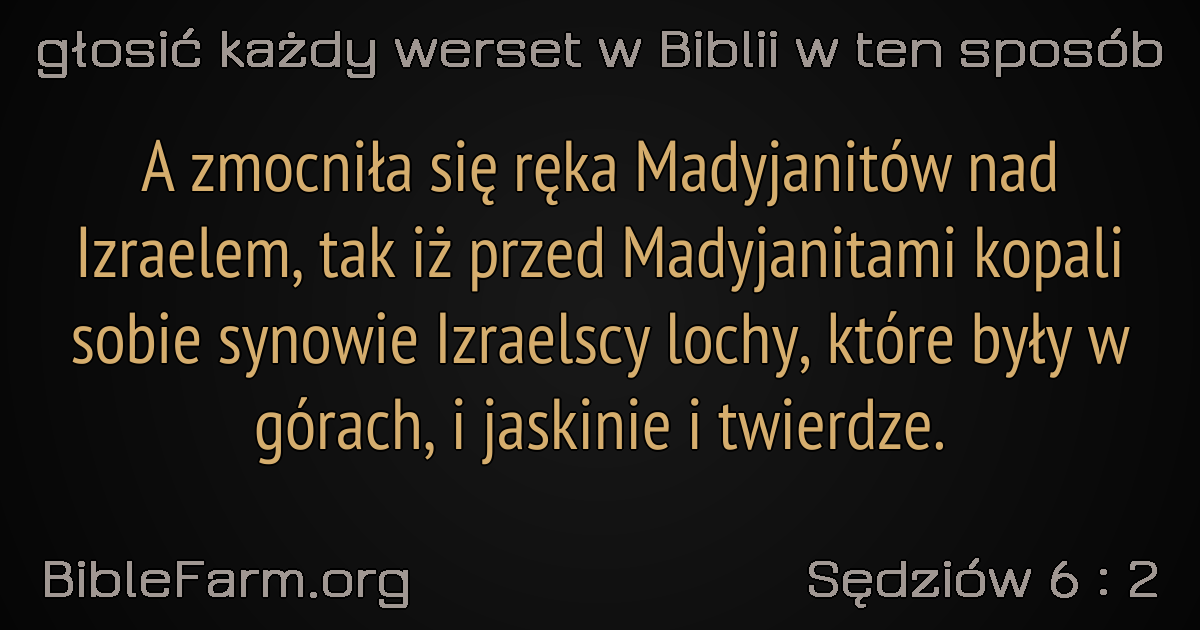 głosić każdy werset w Biblii w ten sposób
A zmocniła się ręka Madyjanitów nad
Izraelem, tak iż przed Madyjanitami kopali
sobie synowie Izraelscy lochy, które były w
górach, i jaskinie i twierdze.
BibleFarm.org
Sędziów 6 : 2